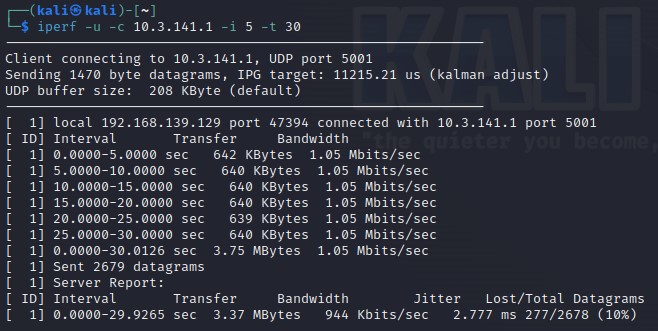 ┌──(kali㉿kali)-[~]
└─$ iperf -u -c 10.3.141.1 -i 5 -t 30
------------------------------------------------------------
Client connecting to 10.3.141.1, UDP port 5001
Sending 1470 byte datagrams, IPG target: 11215.21 us (kalman adjust)
UDP buffer size:  208 KByte (default)
------------------------------------------------------------
[  1] local 192.168.139.129 port 47394 connected with 10.3.141.1 port 5001
[ ID] Interval       Transfer     Bandwidth
[  1] 0.0000-5.0000 sec   642 KBytes  1.05 Mbits/sec
[  1] 5.0000-10.0000 sec   640 KBytes  1.05 Mbits/sec
[  1] 10.0000-15.0000 sec   640 KBytes  1.05 Mbits/sec
[  1] 15.0000-20.0000 sec   640 KBytes  1.05 Mbits/sec
[  1] 20.0000-25.0000 sec   639 KBytes  1.05 Mbits/sec
[  1] 25.0000-30.0000 sec   640 KBytes  1.05 Mbits/sec
[  1] 0.0000-30.0126 sec  3.75 MBytes  1.05 Mbits/sec
[  1] Sent 2679 datagrams
[  1] Server Report:
[ ID] Interval       Transfer     Bandwidth        Jitter   Lost/Total Datagrams
[  1] 0.0000-29.9265 sec  3.37 MBytes   944 Kbits/sec   2.777 ms 277/2678 (10%)
KALI
"the quieter you become,